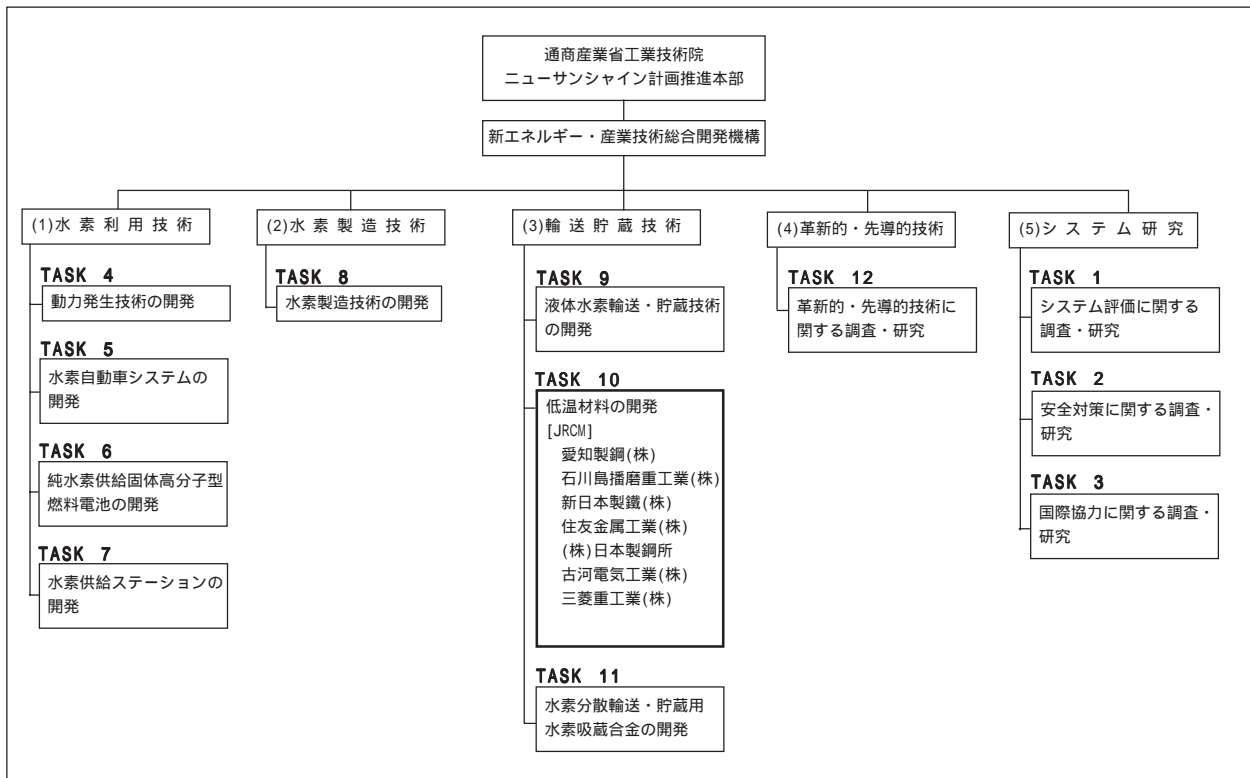 通商産業省工業技術院
ニューサンシャイン計画推進本部
新エネルギー・産業技術総合開発機構
(1)水素利用技術
TASK 4
動力発生技術の開発
TASK 5
水素自動車システムの
開発
TASK 6
純水素供給固体高分子型
燃料電池の開発
TASK 7
水素供給ステーションの
開発
(2)水素製造技術
TASK 8
水素製造技術の開発
(3)輸送貯蔵技術
TASK 9
液体水素輸送・貯蔵技術
の開発
TASK 10
低温材料の開発
[JRCM]
愛知製鋼(株)
石川島播磨重工業(株)
新日本製鐵(株)
住友金属工業(株)
(株)日本製鋼所
古河電気工業(株)
三菱重工業(株)
TASK 11
水素分散輸送・貯蔵用
水素吸蔵合金の開発
(4)革新的・先導的技術
TASK 12
革新的・先導的技術に
関する調査・研究
(5)システム研究
TASK 1
システム評価に関する
調査・研究
TASK 2
安全対策に関する調査・
研究
TASK 3
国際協力に関する調査・
研究